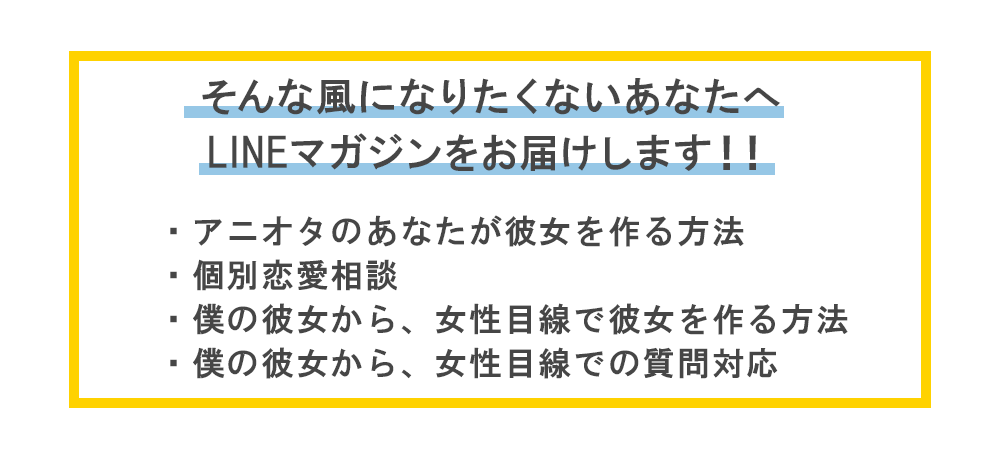 そんな風になりたくないあなたへ
LINEマガジンをお届けします！！
・アニオタのあなたが彼女を作る方法
・個別恋愛相談
・僕の彼女から、女性目線で彼女を作る方法
・僕の彼女から、女性目線での質問対応